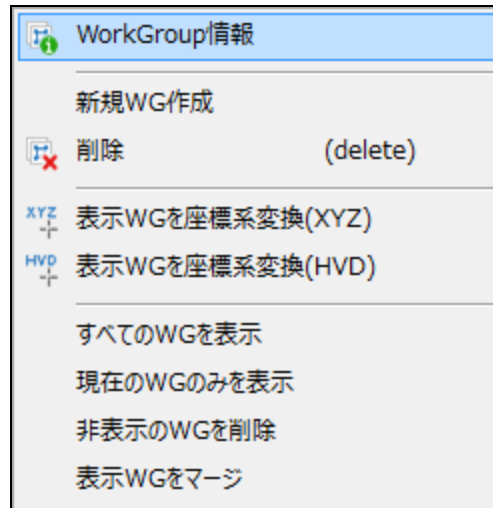 WorkGroup情報
新規WG作成
削除 (delete)
XYZ 表示WGを座標系変換(XYZ)
HVD 表示WGを座標系変換(HVD)
すべてのWGを表示
現在のWGのみを表示
非表示のWGを削除
表示WGをマージ